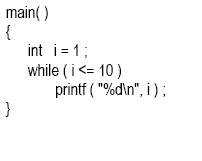 main( )
{
int i = 1 ;
while ( i <= 10 )
printf ( "%d\n", i ) ;
}